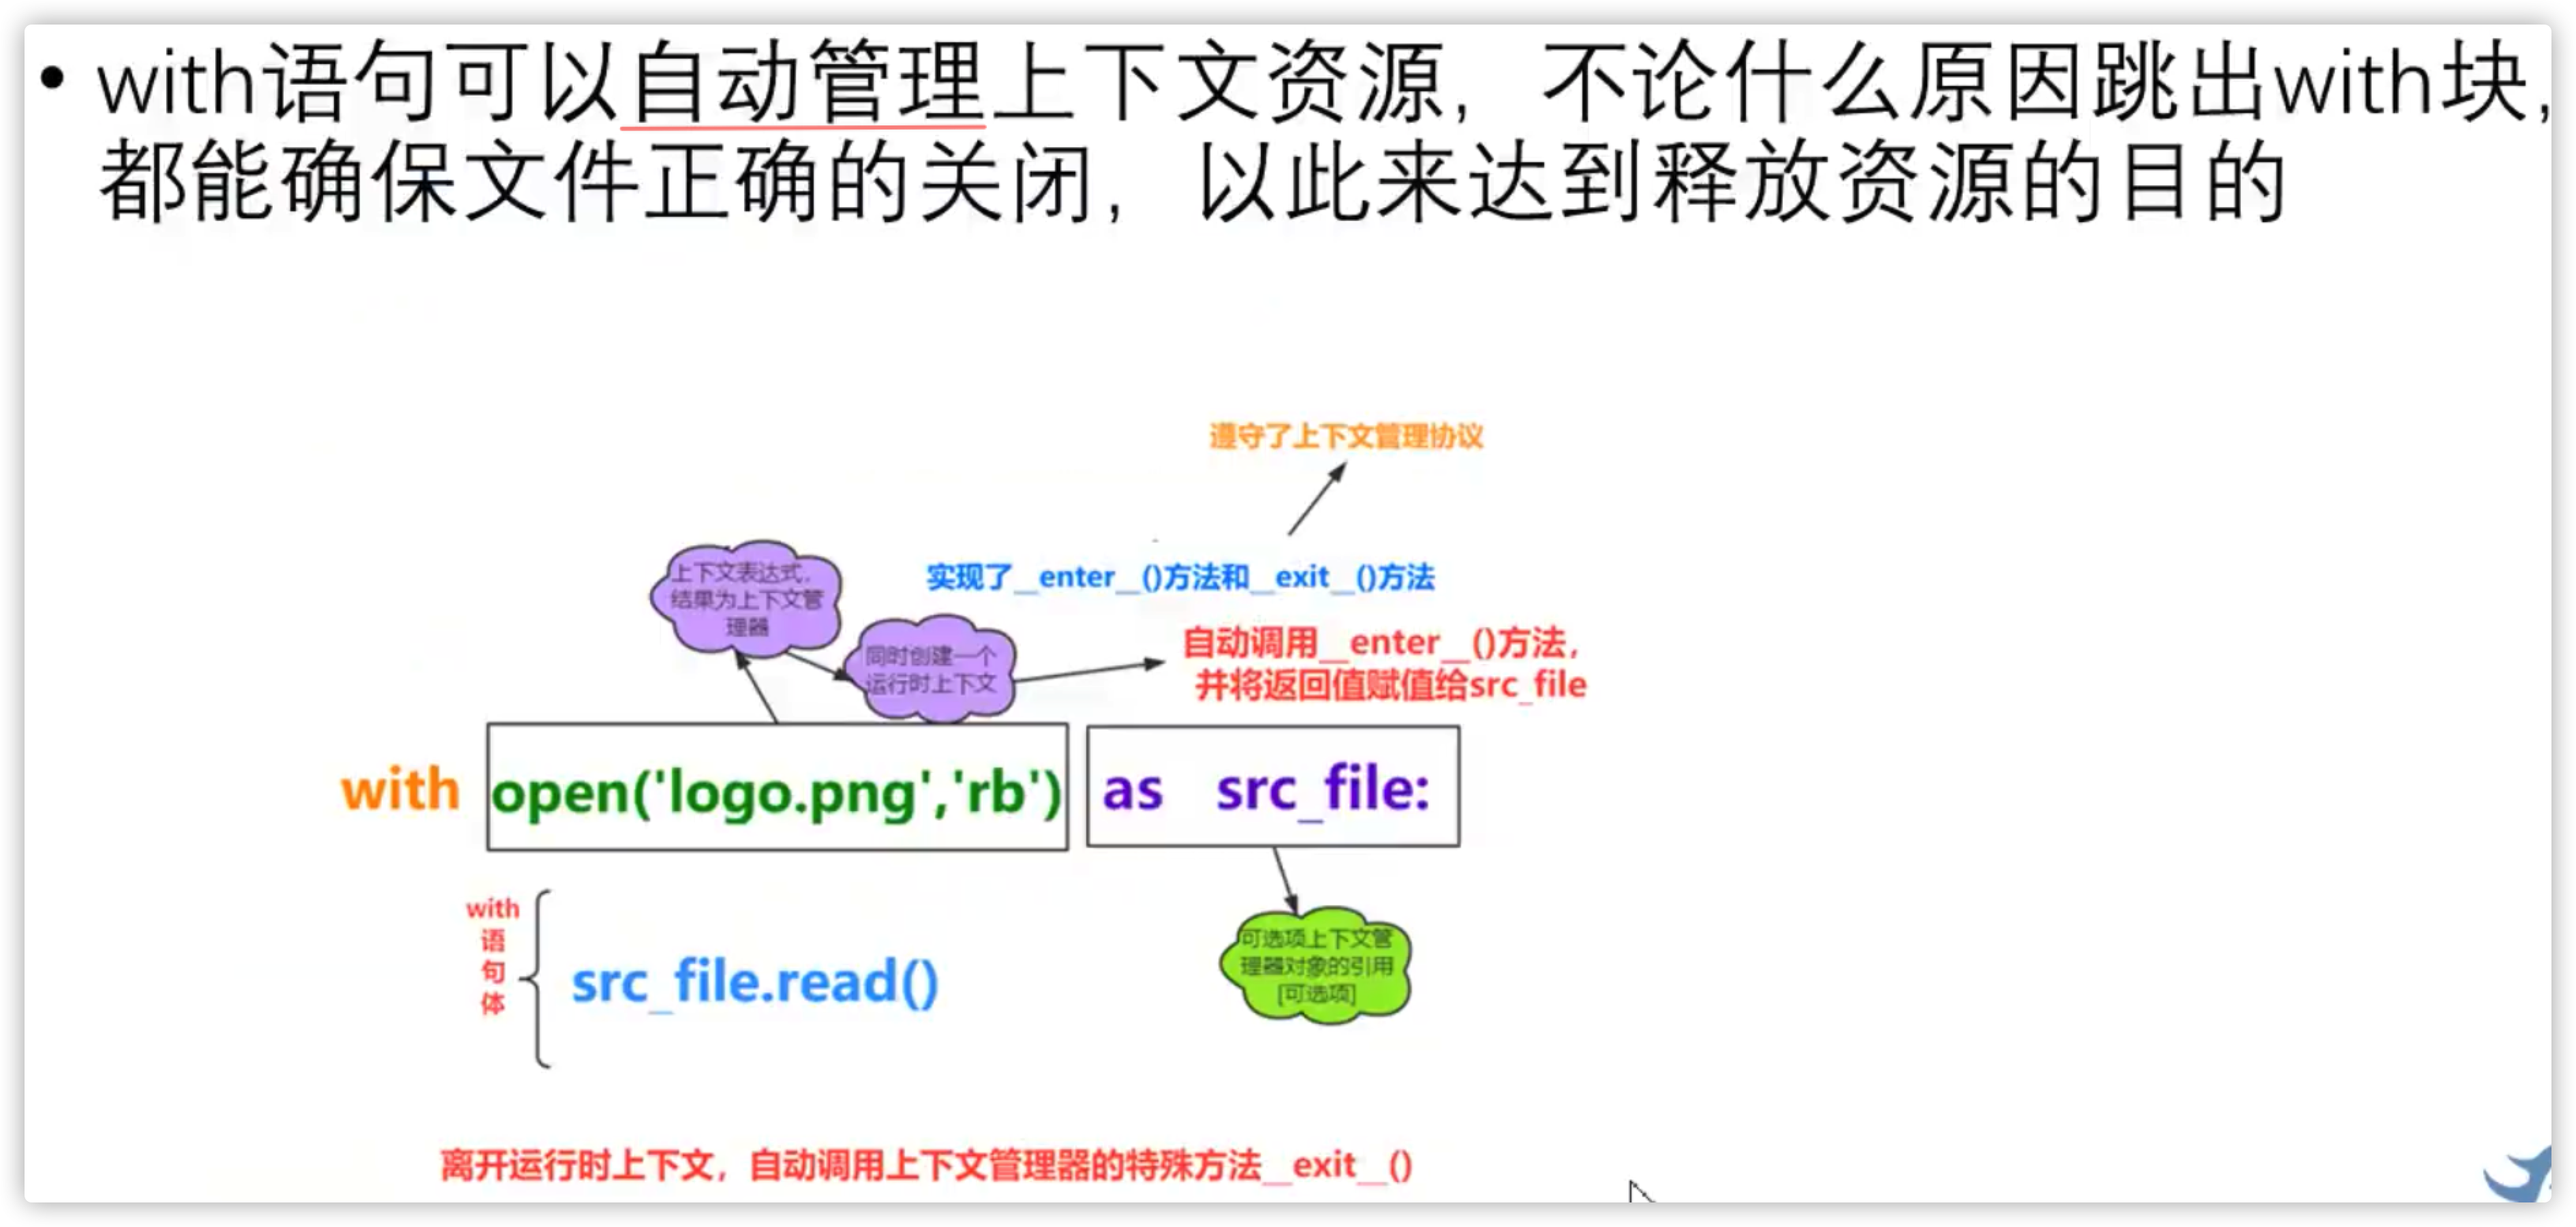 • with语句可以自动管理上下文资源，不论什么原因跳出with块，
都能确保文件正确的关闭，以此来达到释放资源的目的
遵守了上下文管理协议
实现了__enter__()方法和__exit__()方法
上下文表达式，
结果为上下文管
理器
同时创建一个
运行时上下文
自动调用__enter__()方法，
并将返回值赋值给src_file
with open('logo.png','rb') as src_file:
with
语
句
体
src_file.read()
可选项上下文管
理器对象的引用
[可选项]
离开运行时上下文，自动调用上下文管理器的特殊方法__exit__()